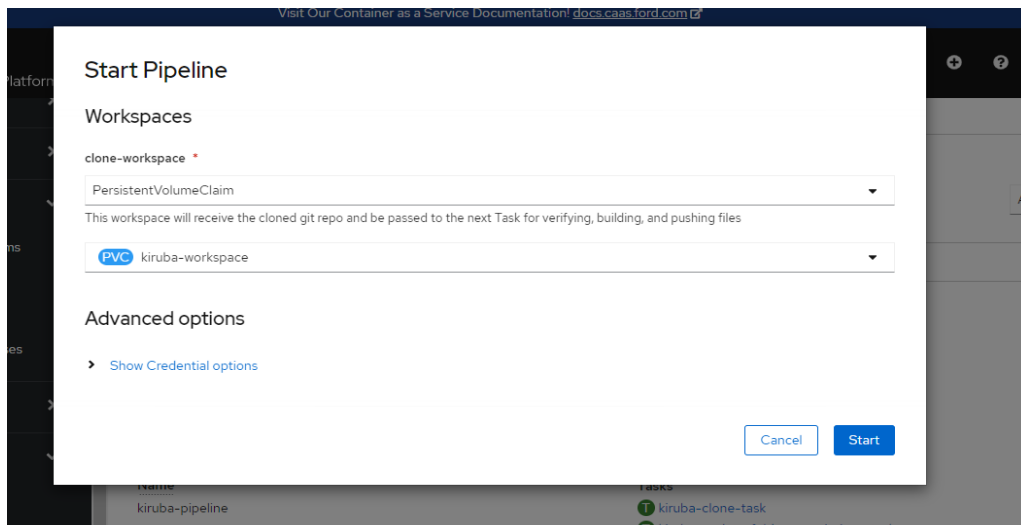 Visit Our Container as a Service Documentation! docs.caas.ford.com
Start Pipeline
Workspaces
clone-workspace *
PersistentVolumeClaim
This workspace will receive the cloned git repo and be passed to the next Task for verifying, building, and pushing files
PVC kiruba-workspace
Advanced options
Show Credential options
Cancel Start
Name Tasks
kiruba-pipeline T kiruba-clone-task